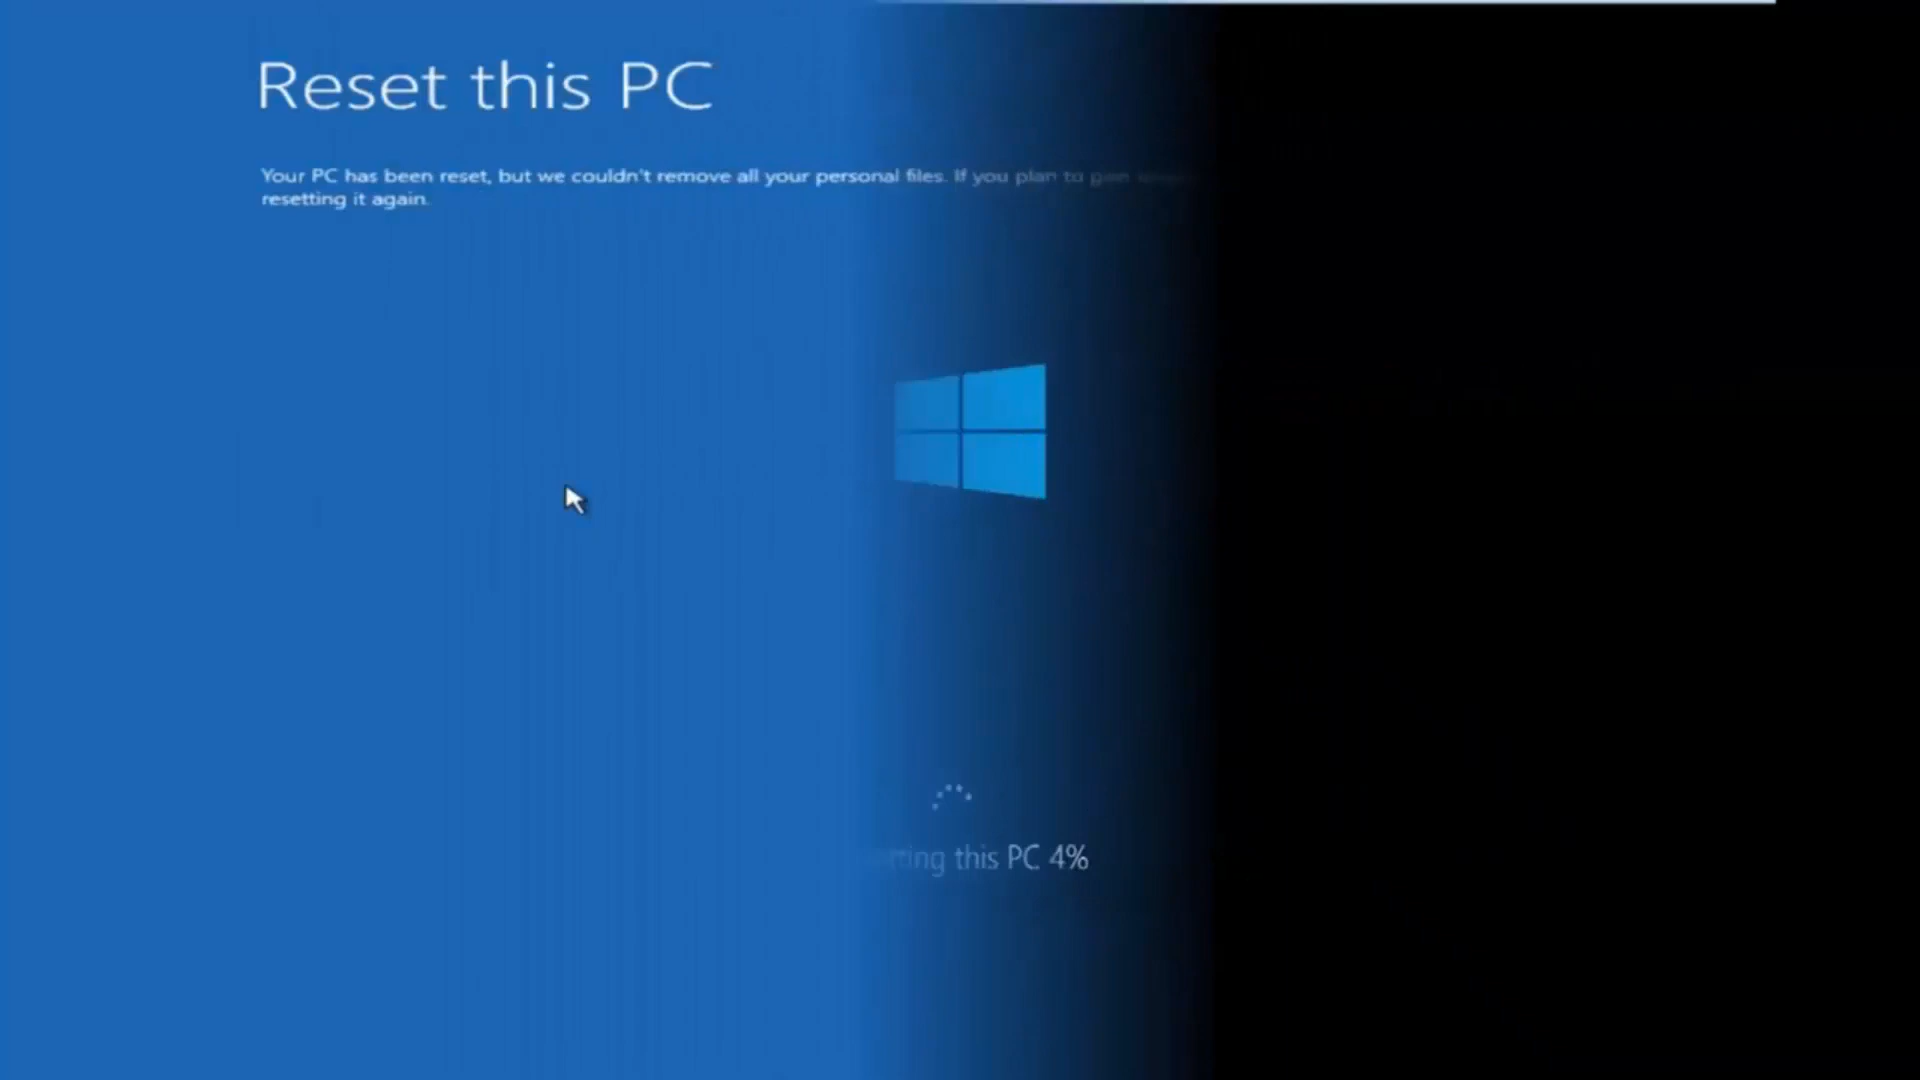 Reset this PC
Your PC has been reset, but we couldn't remove all your personal files. If you plan to
resetting it again.
this PC 4%